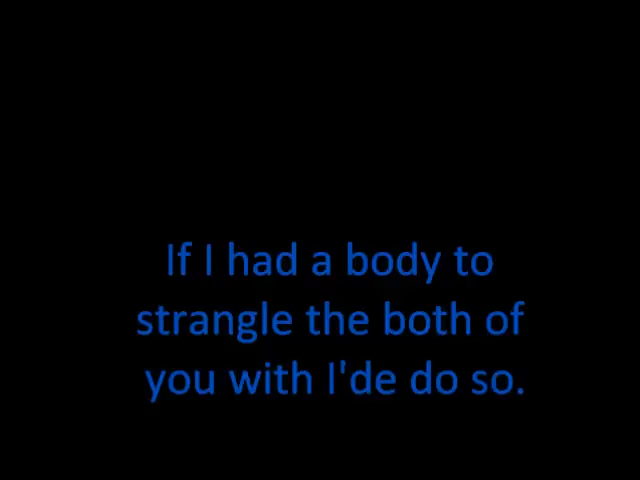 If I had a body to
strangle the both of
you with I'de do so.